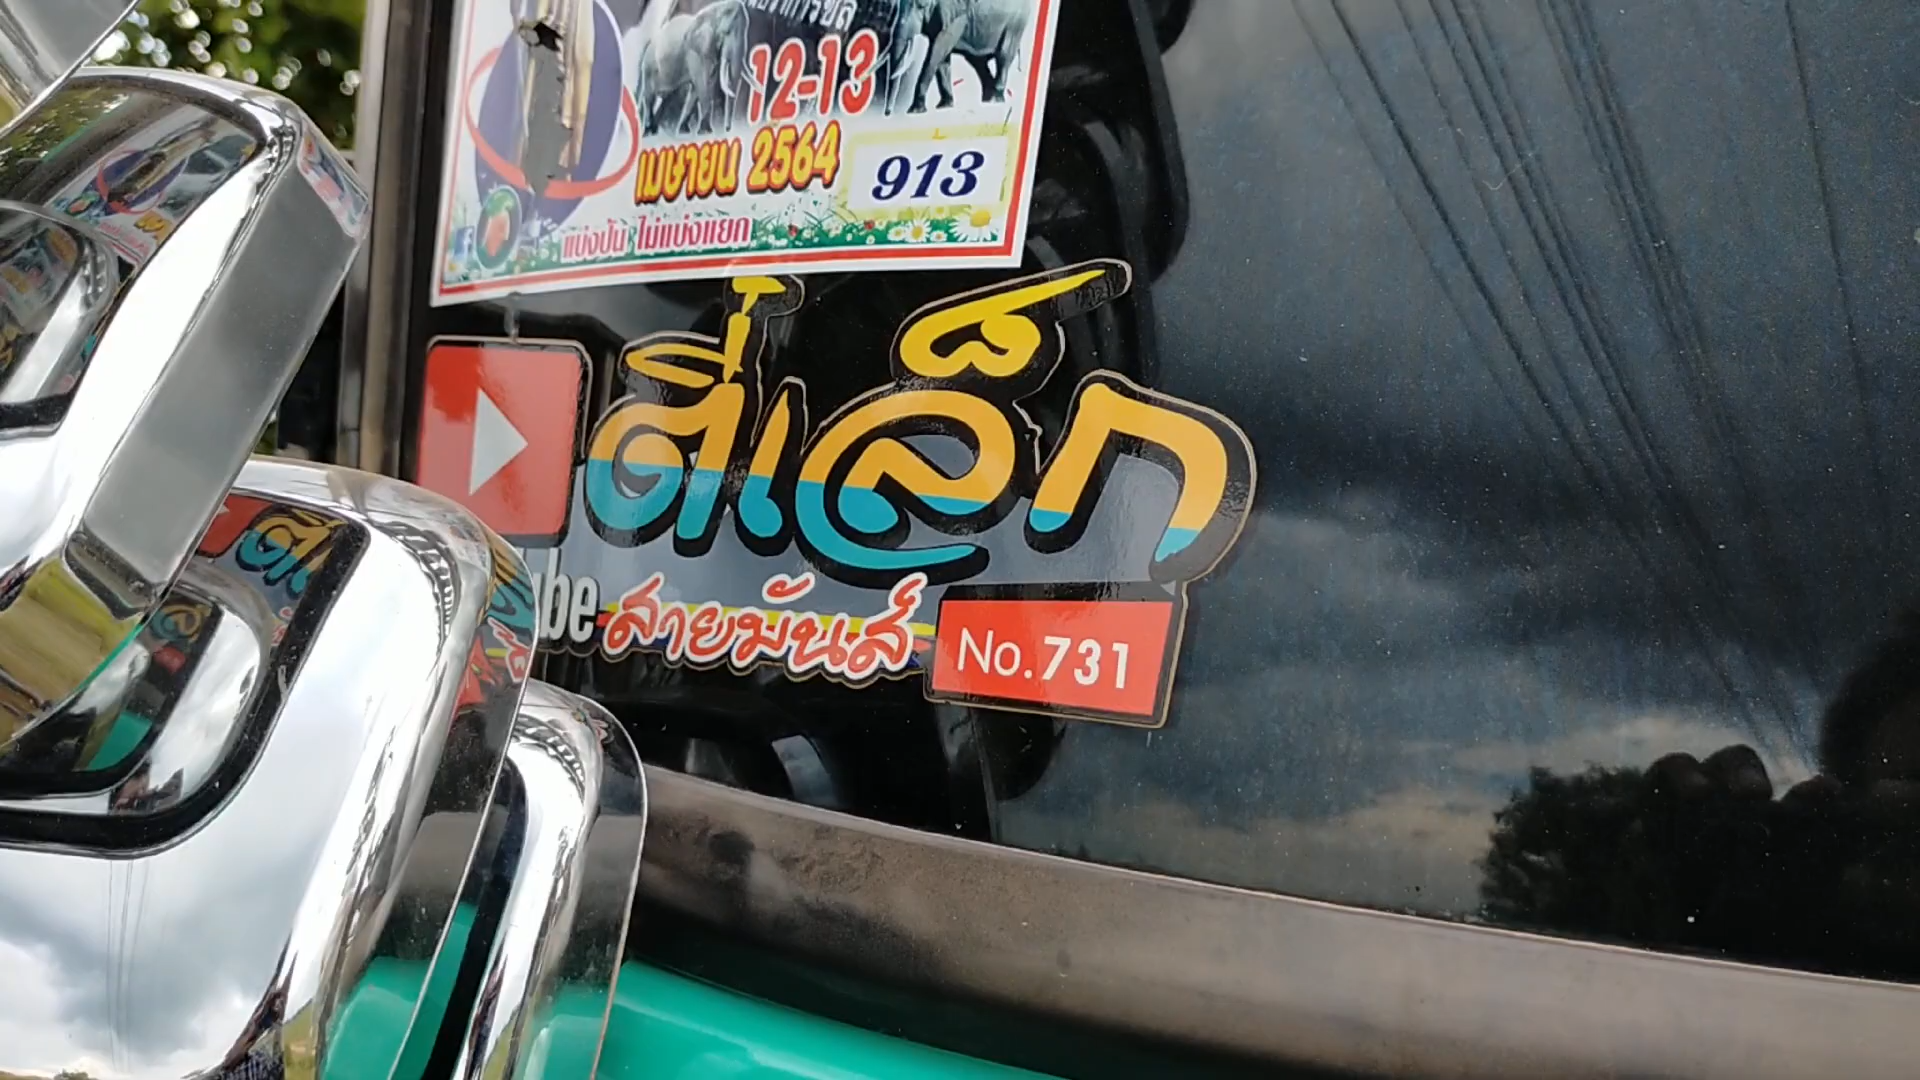 12-13
เมษายน 2564
913
แบ่งปัน ไม่แบ่งแยก
ตี๋เล็ก
ube สายมันส์
No.731